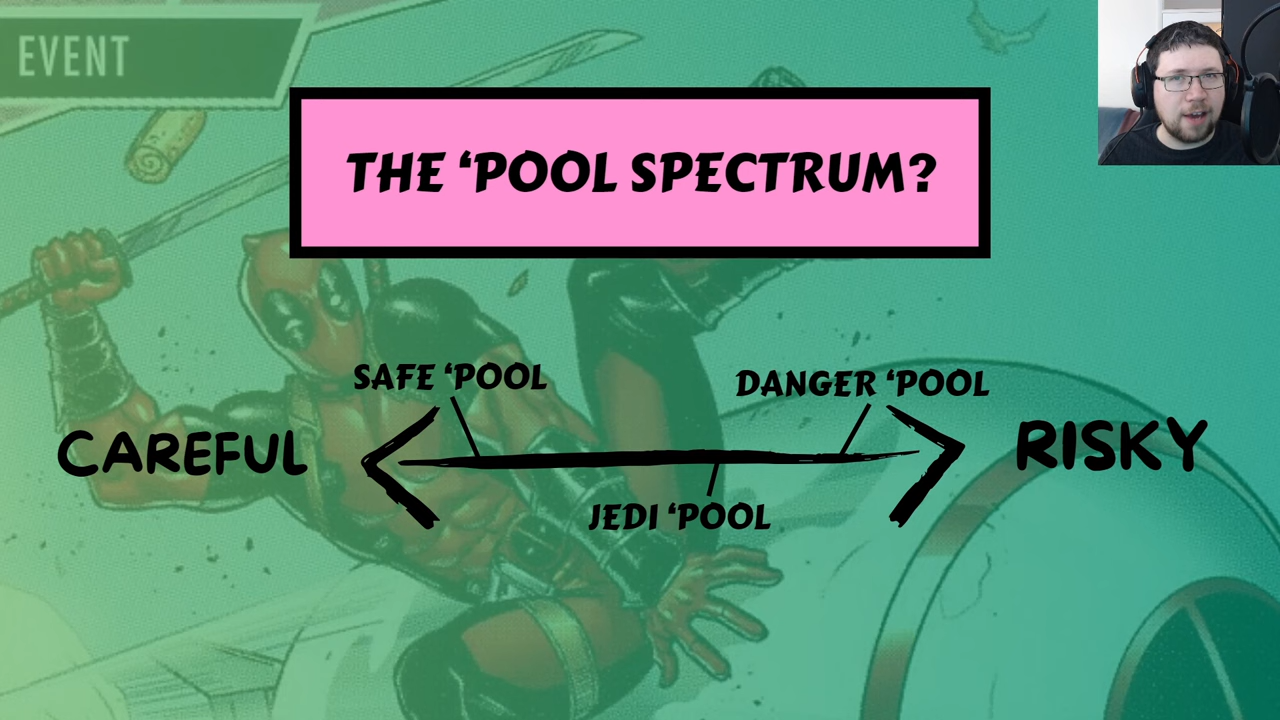 EVENT
THE ‘POOL SPECTRUM?
SAFE ‘POOL
DANGER ‘POOL
CAREFUL
RISKY
JEDI ‘POOL